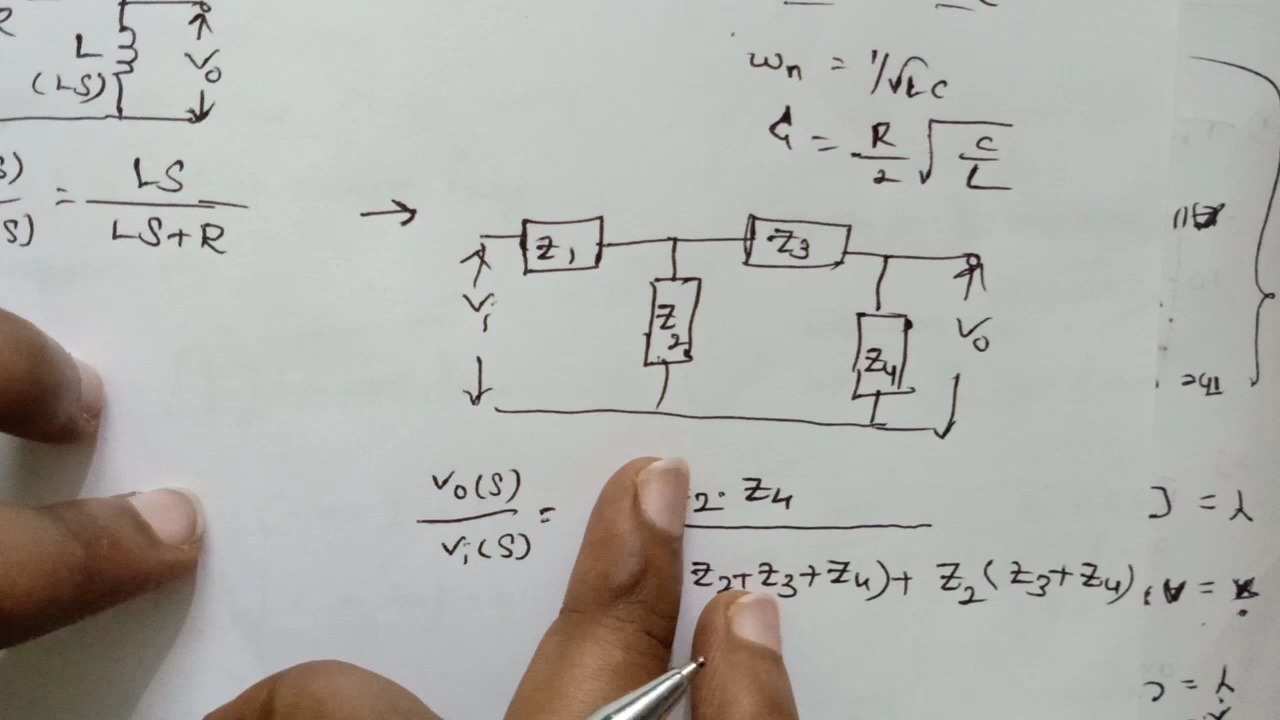 R
L
(LS)
V₀
ωn = 1/√LC
ξ = R/2 √(C/L)
S) / S) = LS / LS+R
→
Z₁
Z₃
Vᵢ
Z₂
Z₄
V₀
V₀(S) / Vᵢ(S) = ₂. Z₄ / Z₂+Z₃+Z₄)+ Z₂(Z₃+Z₄)